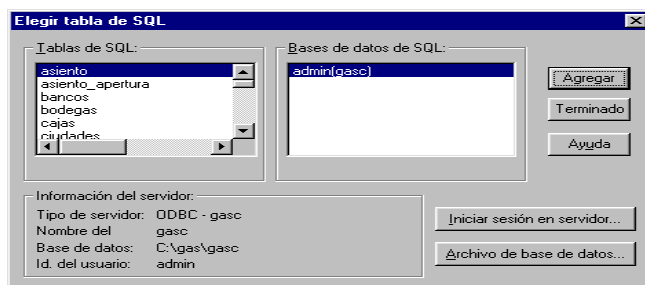 Elegir tabla de SQL
Tablas de SQL:
asiento
asiento_apertura
bancos
bodegas
cajas
ciudades
Bases de datos de SQL:
admin(gasc)
Agregar
Terminado
Ayuda
Información del servidor:
Tipo de servidor: ODBC - gasc
Nombre del gasc
Base de datos: C:\gas\gasc
Id. del usuario: admin
Iniciar sesión en servidor...
Archivo de base de datos...